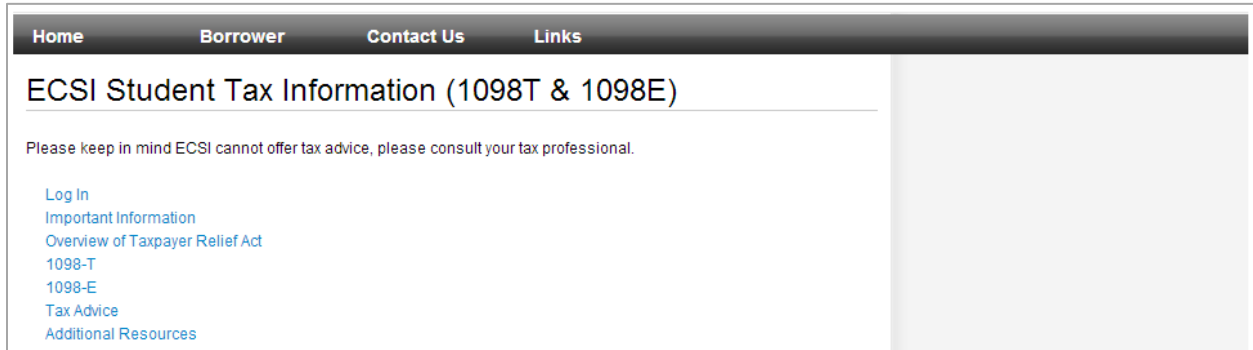 Home Borrower Contact Us Links
ECSI Student Tax Information (1098T & 1098E)
Please keep in mind ECSI cannot offer tax advice, please consult your tax professional.
Log In
Important Information
Overview of Taxpayer Relief Act
1098-T
1098-E
Tax Advice
Additional Resources